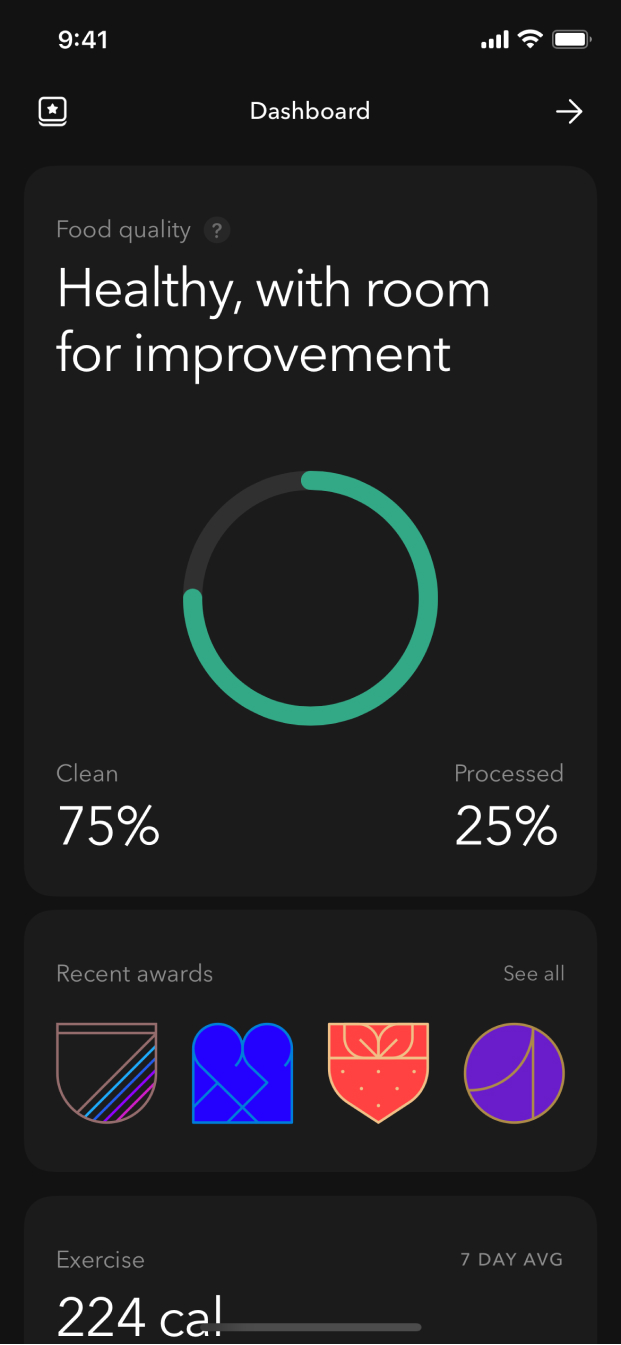 9:41
Dashboard
Food quality ?
Healthy, with room
for improvement
Clean
Processed
75%
25%
Recent awards
See all
Exercise
7 DAY AVG
224 cal